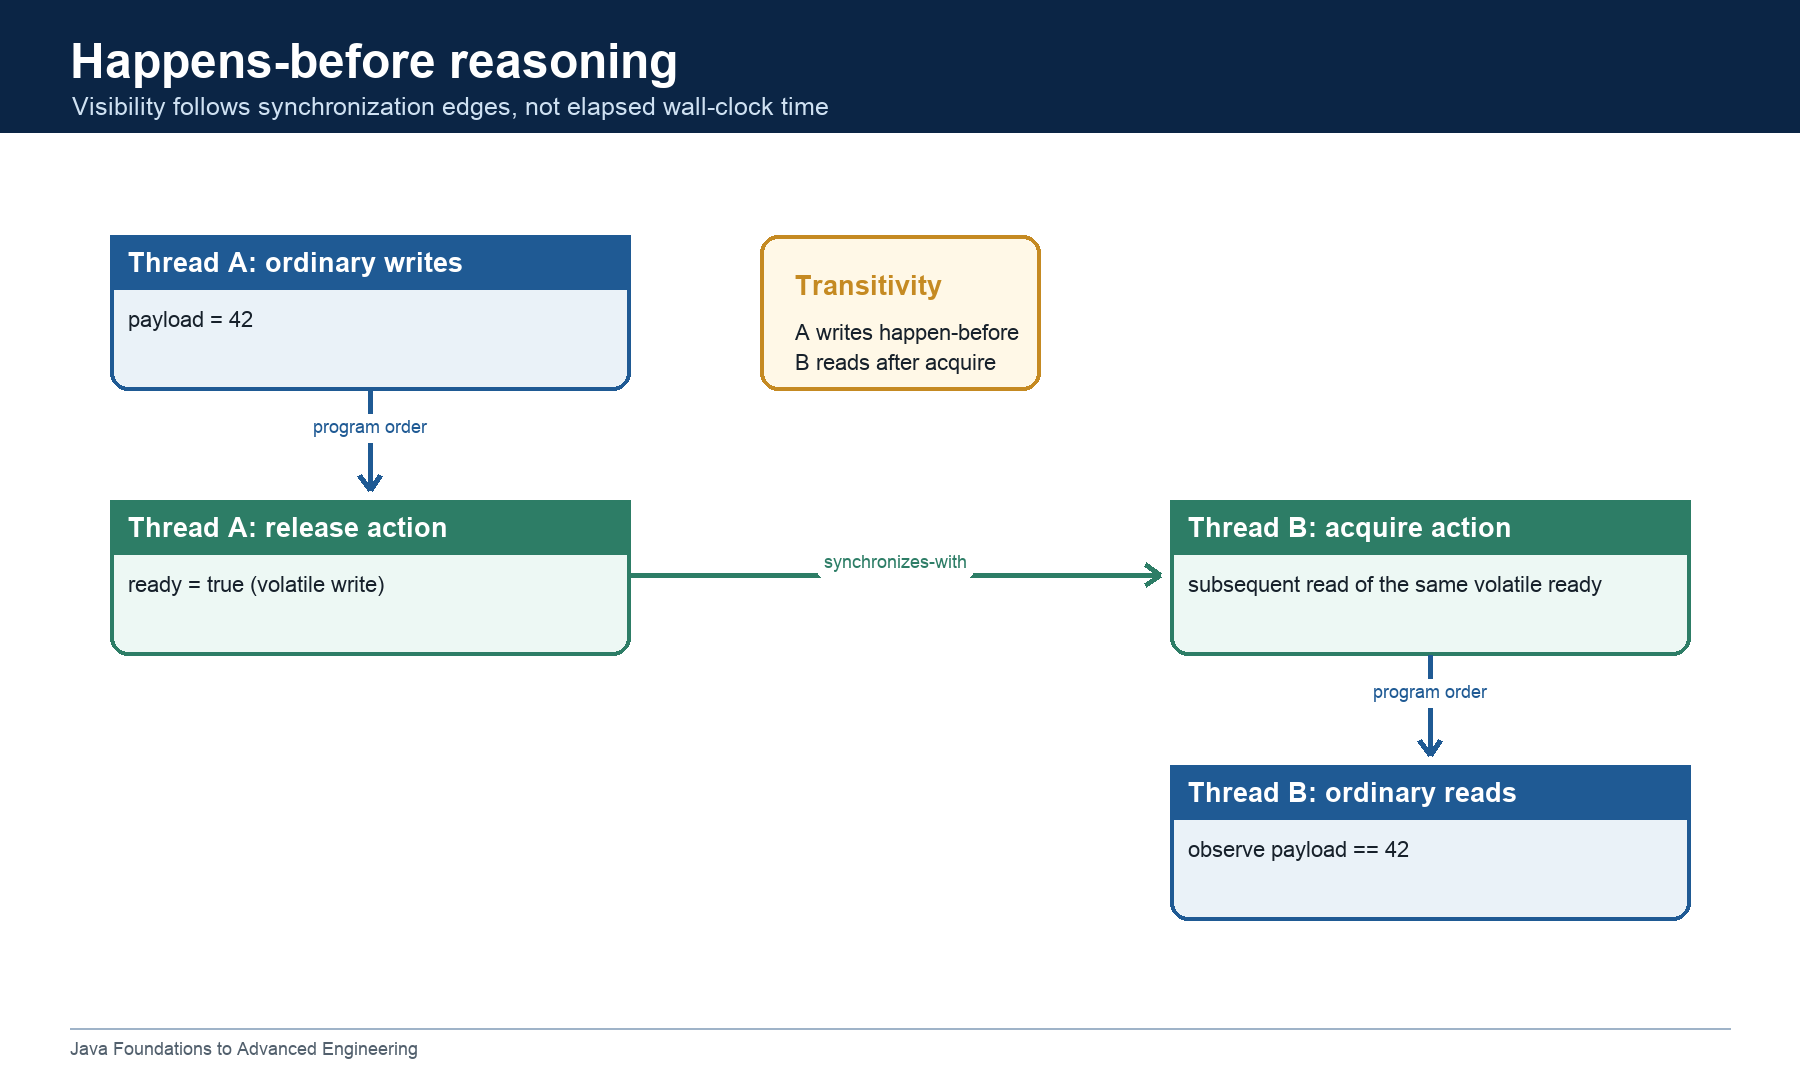 Happens-before reasoning
Visibility follows synchronization edges, not elapsed wall-clock time
Thread A: ordinary writes
payload = 42
Transitivity
A writes happen-before
B reads after acquire
program order
Thread A: release action
ready = true (volatile write)
synchronizes-with
Thread B: acquire action
subsequent read of the same volatile ready
program order
Thread B: ordinary reads
observe payload == 42
Java Foundations to Advanced Engineering